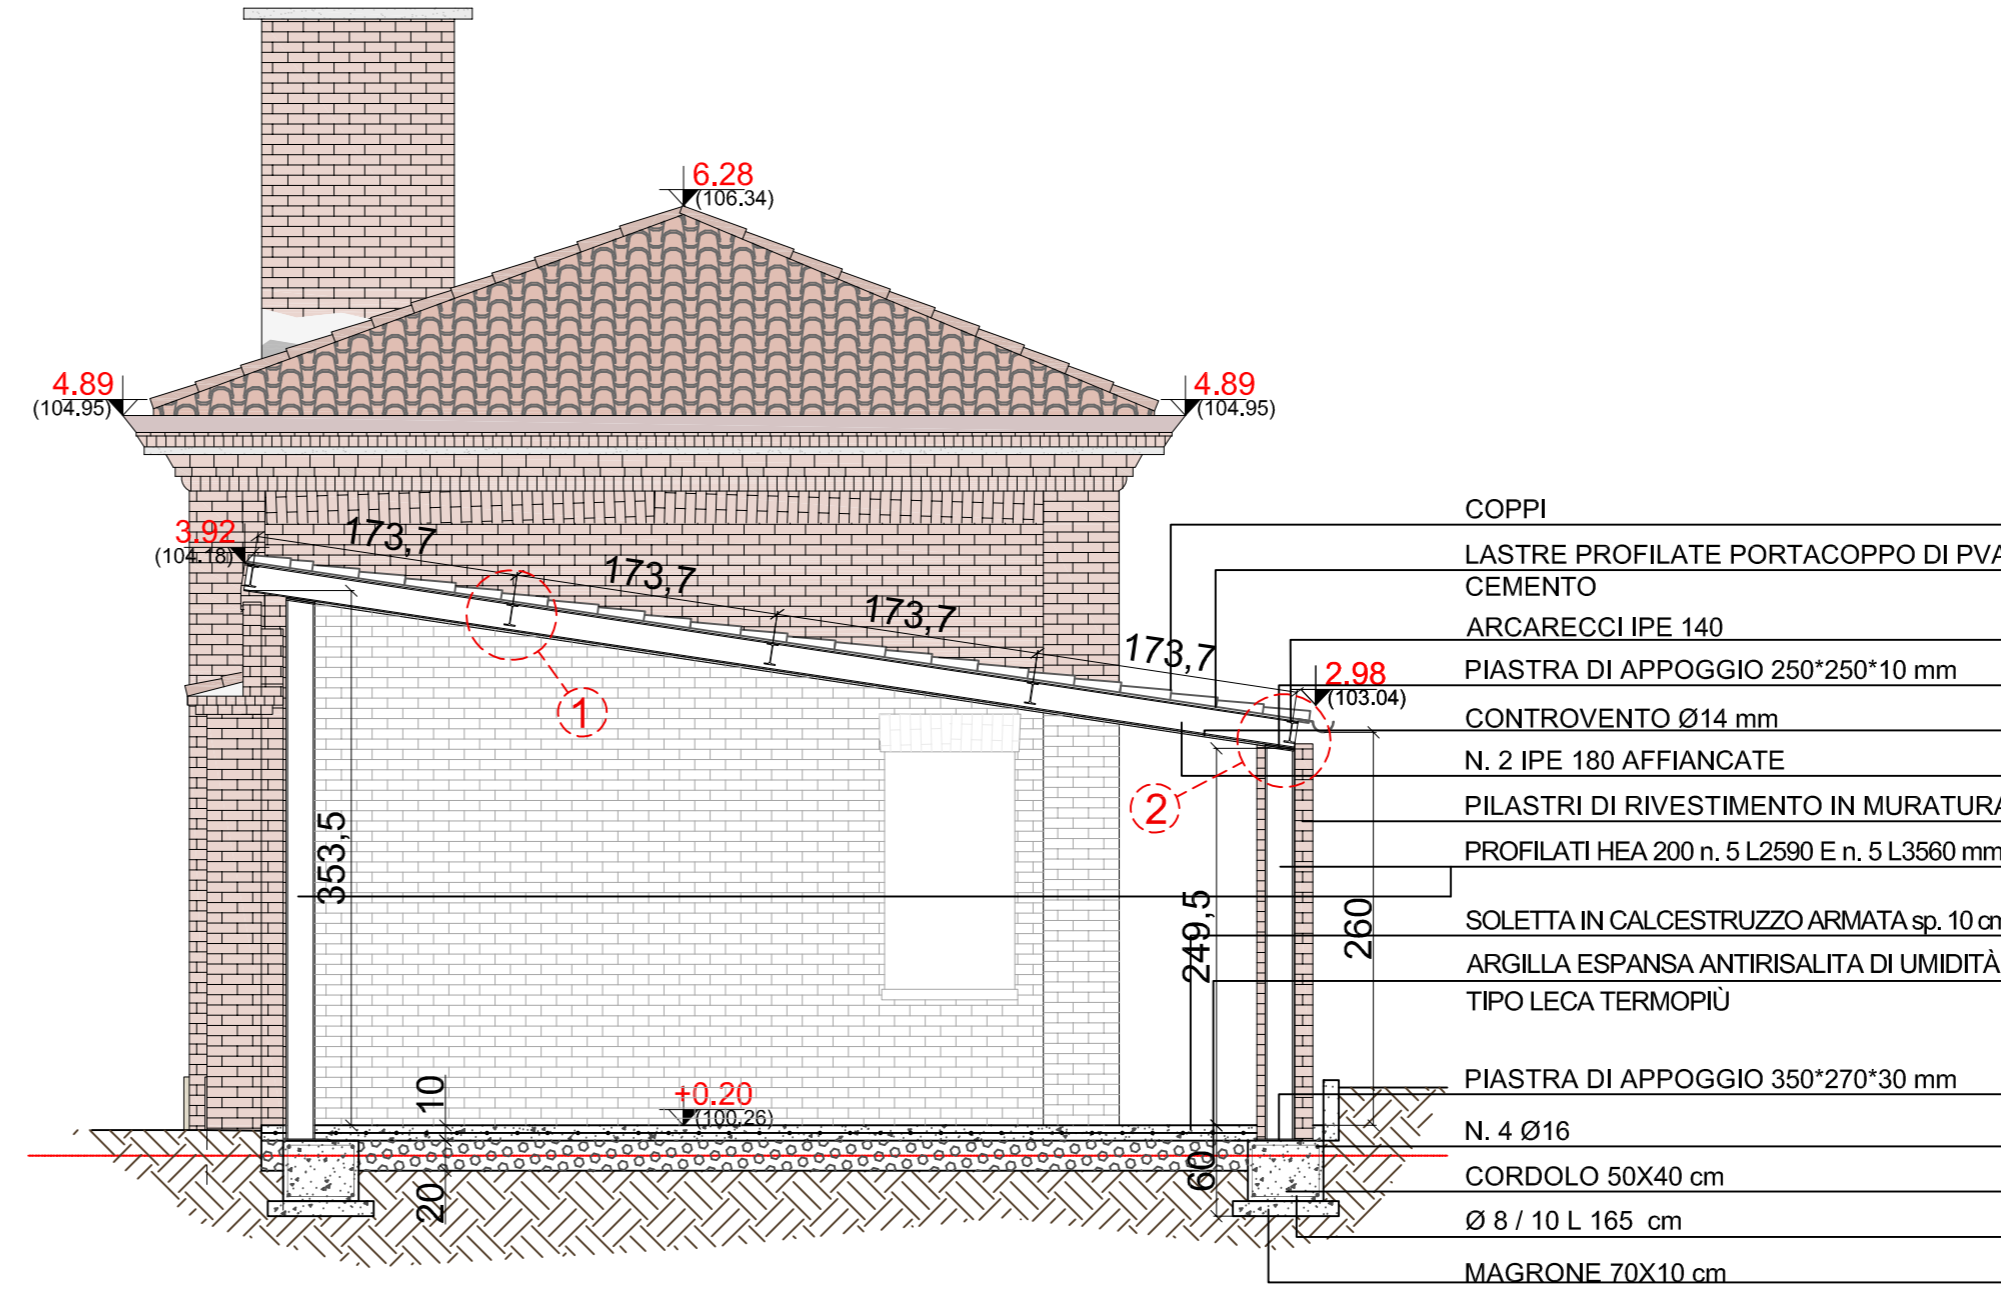 6.28
(106.34)
4.89
(104.95)
4.89
(104.95)
3.92
(104.18)
173,7
173,7
173,7
173,7
2.98
(103.04)
1
2
353,5
249,5
260
10
20
60
+0.20
(100.26)
COPPI
LASTRE PROFILATE PORTACOPPO DI PVA
CEMENTO
ARCARECCI IPE 140
PIASTRA DI APPOGGIO 250*250*10 mm
CONTROVENTO Ø14 mm
N. 2 IPE 180 AFFIANCATE
PILASTRI DI RIVESTIMENTO IN MURATURA
PROFILATI HEA 200 n. 5 L2590 E n. 5 L3560 mm
SOLETTA IN CALCESTRUZZO ARMATA sp. 10 cm
ARGILLA ESPANSA ANTIRISALITA DI UMIDITÀ
TIPO LECA TERMOPIÙ
PIASTRA DI APPOGGIO 350*270*30 mm
N. 4 Ø16
CORDOLO 50X40 cm
Ø 8 / 10 L 165 cm
MAGRONE 70X10 cm